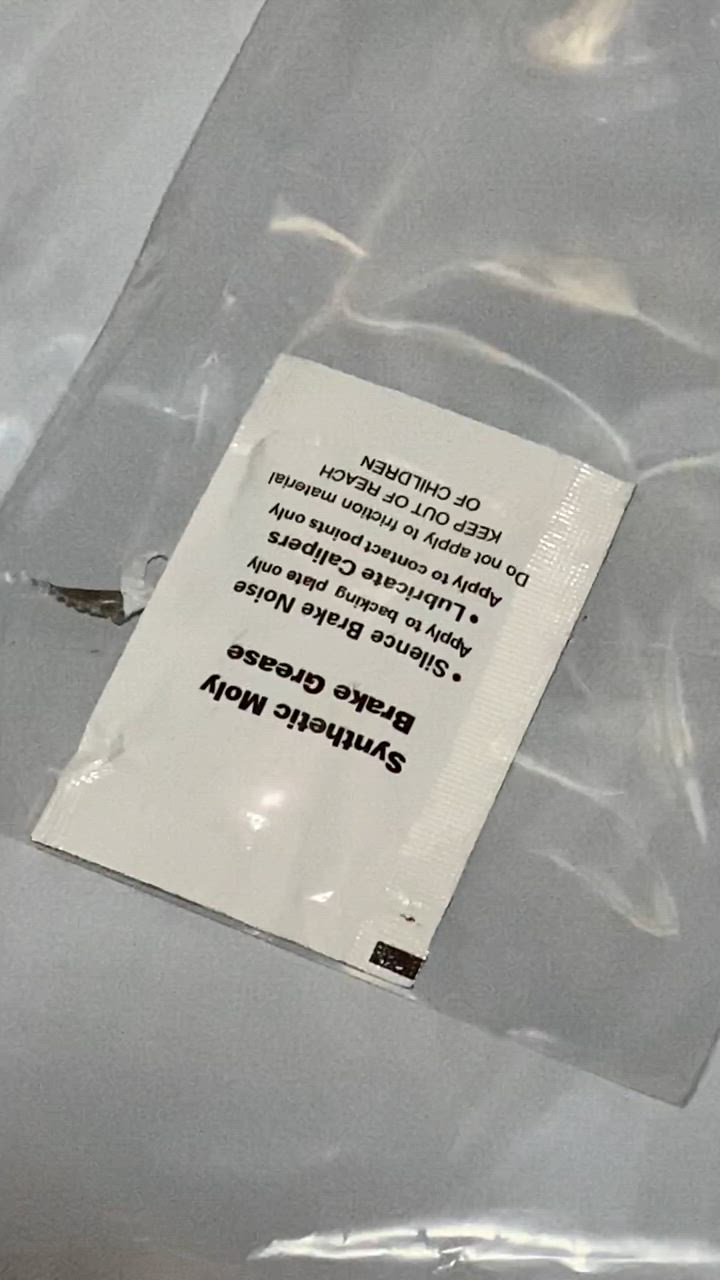 Synthetic Moly
Brake Grease
• Silence Brake Noise
Apply to backing plate only
• Lubricate Calipers
Apply to contact points only
Do not apply to friction material
KEEP OUT OF REACH
OF CHILDREN